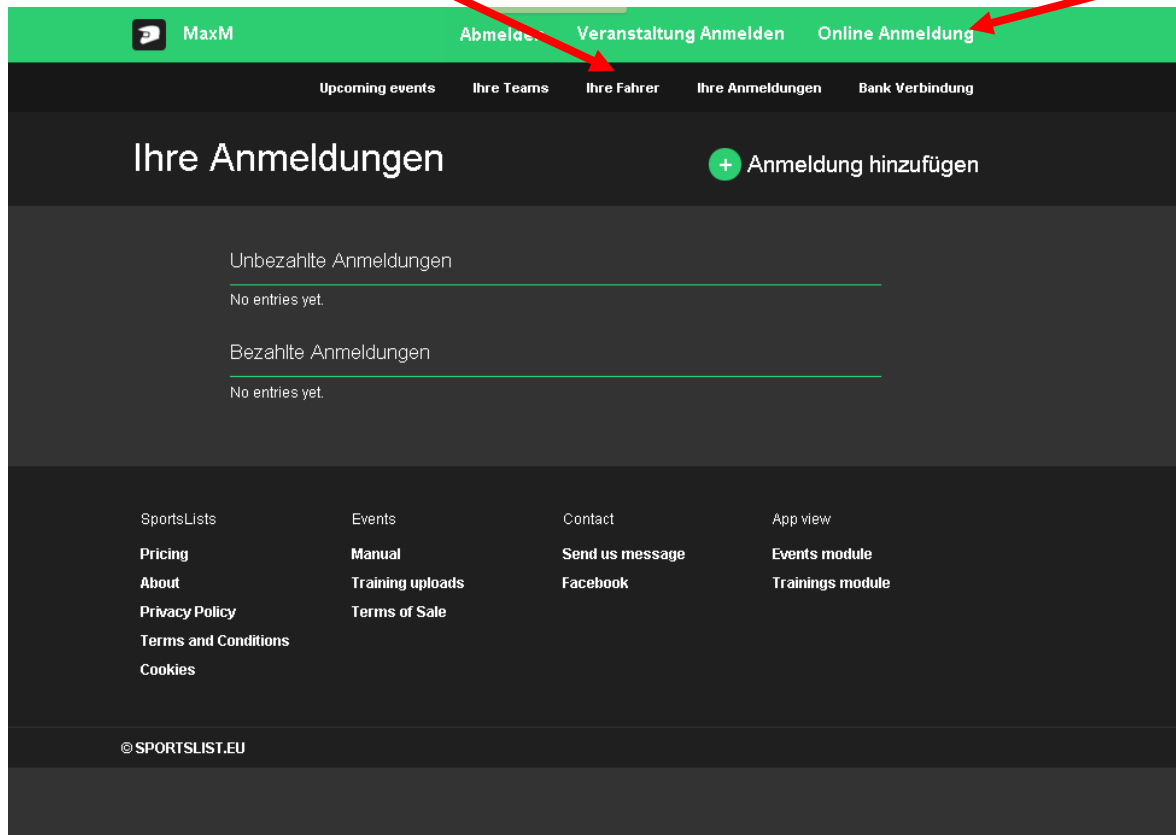 MaxM Abmelden Veranstaltung Anmelden Online Anmeldung
Upcoming events Ihre Teams Ihre Fahrer Ihre Anmeldungen Bank Verbindung
Ihre Anmeldungen + Anmeldung hinzufügen
Unbezahlte Anmeldungen
No entries yet.
Bezahlte Anmeldungen
No entries yet.
SportsLists Events Contact App view
Pricing Manual Send us message Events module
About Training uploads Facebook Trainings module
Privacy Policy Terms of Sale
Terms and Conditions
Cookies
© SPORTSLIST.EU